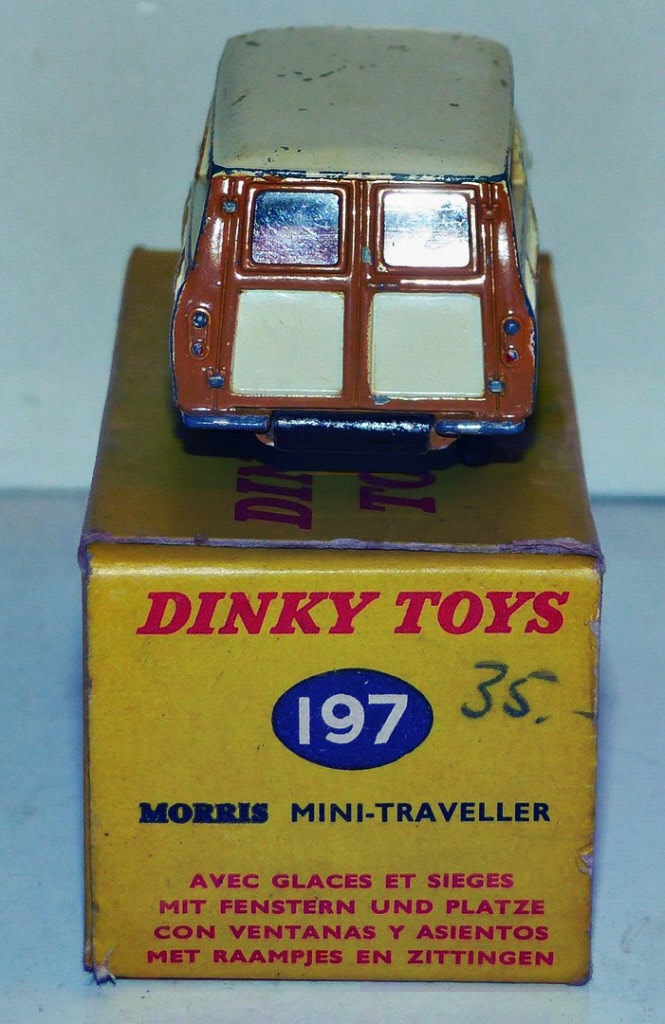 DINKY TOYS
197
35.-
MORRIS MINI-TRAVELLER
AVEC GLACES ET SIEGES
MIT FENSTERN UND PLATZE
CON VENTANAS Y ASIENTOS
MET RAAMPJES EN ZITTINGEN